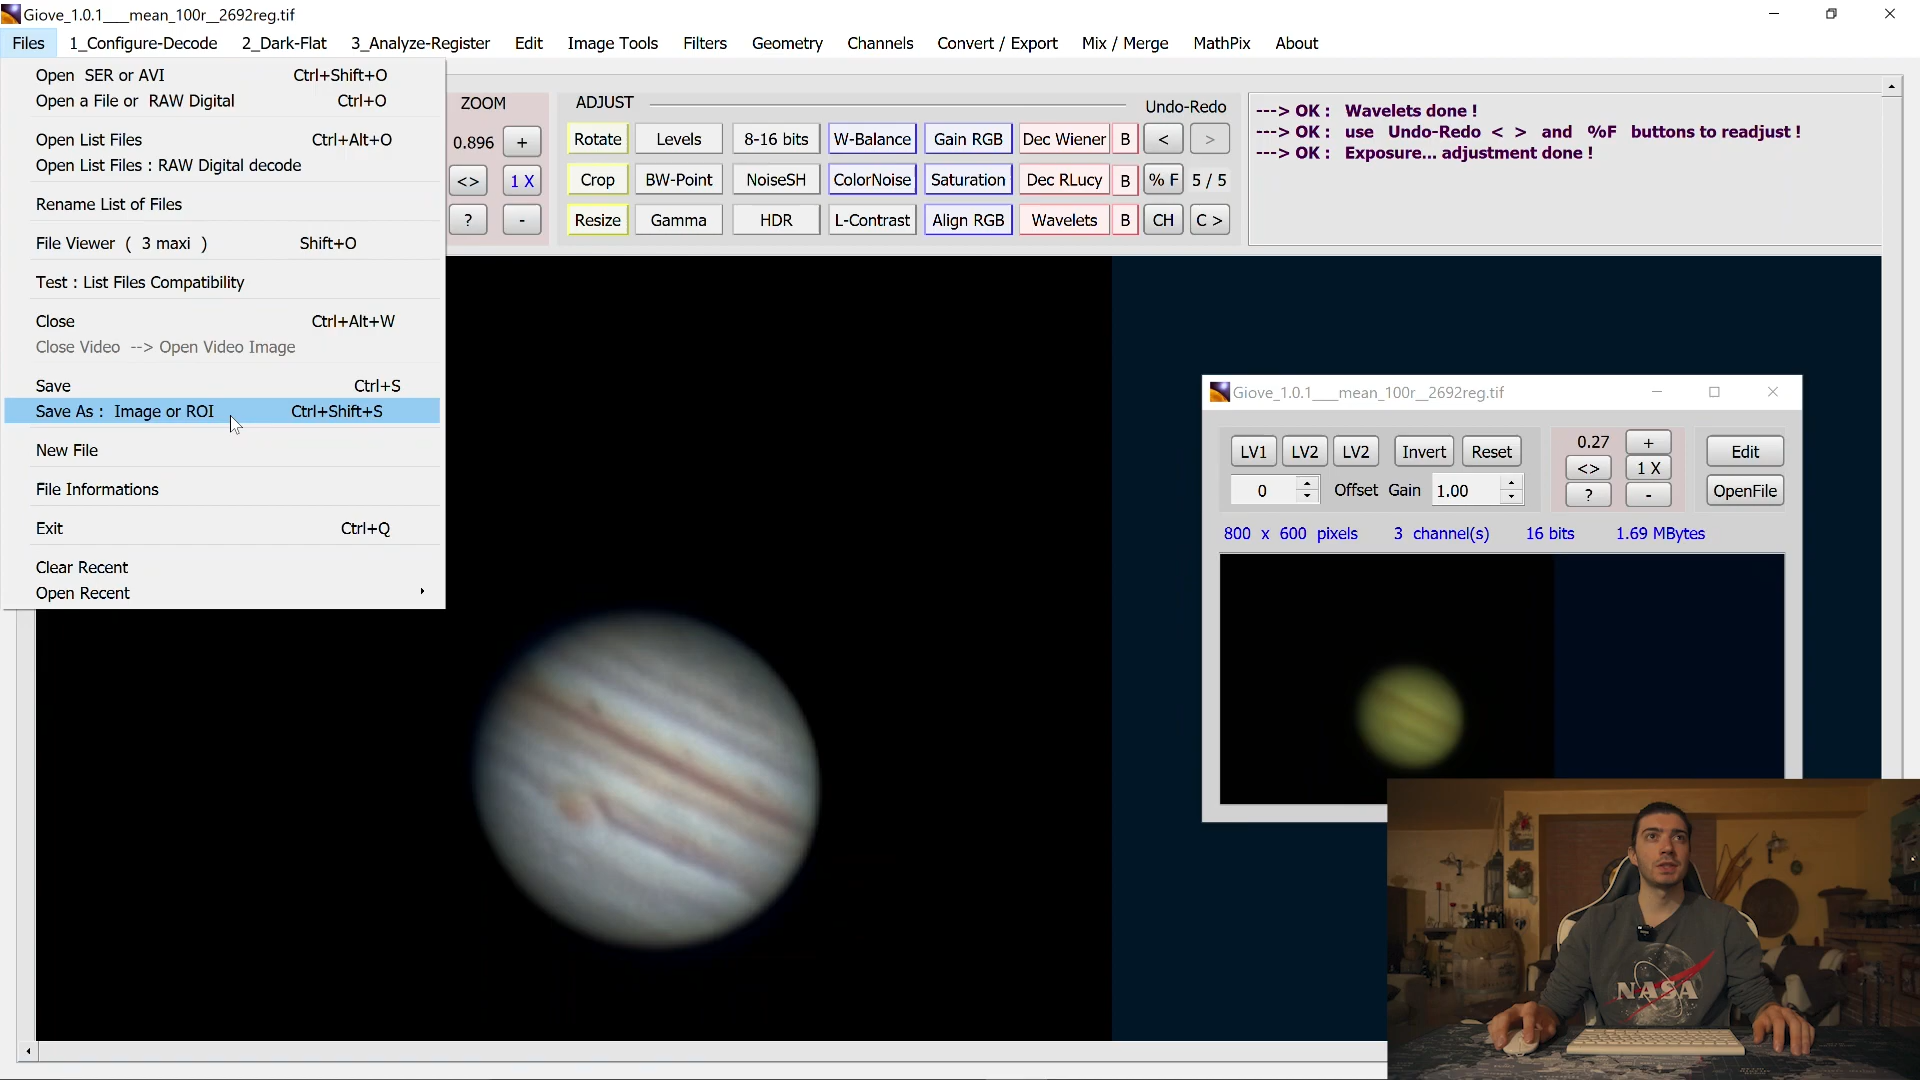 Giove_1.0.1___mean_100r__2692reg.tif
Files 1_Configure-Decode 2_Dark-Flat 3_Analyze-Register Edit Image Tools Filters Geometry Channels Convert / Export Mix / Merge MathPix About
Open SER or AVI Ctrl+Shift+O
Open a File or RAW Digital Ctrl+O
Open List Files Ctrl+Alt+O
Open List Files : RAW Digital decode
Rename List of Files
File Viewer ( 3 maxi ) Shift+O
Test : List Files Compatibility
Close Ctrl+Alt+W
Close Video --> Open Video Image
Save Ctrl+S
Save As : Image or ROI Ctrl+Shift+S
New File
File Informations
Exit Ctrl+Q
Clear Recent
Open Recent
ZOOM
0.896 +
<> 1 X
? -
ADJUST Undo-Redo
Rotate Levels 8-16 bits W-Balance Gain RGB Dec Wiener B < >
Crop BW-Point NoiseSH ColorNoise Saturation Dec RLucy B % F 5 / 5
Resize Gamma HDR L-Contrast Align RGB Wavelets B CH C >
---> OK : Wavelets done !
---> OK : use Undo-Redo < > and %F buttons to readjust !
---> OK : Exposure... adjustment done !
Giove_1.0.1___mean_100r__2692reg.tif
LV1 LV2 LV2 Invert Reset 0.27 + Edit
<> 1 X
0 Offset Gain 1.00 ? - OpenFile
800 x 600 pixels 3 channel(s) 16 bits 1.69 MBytes
NASA